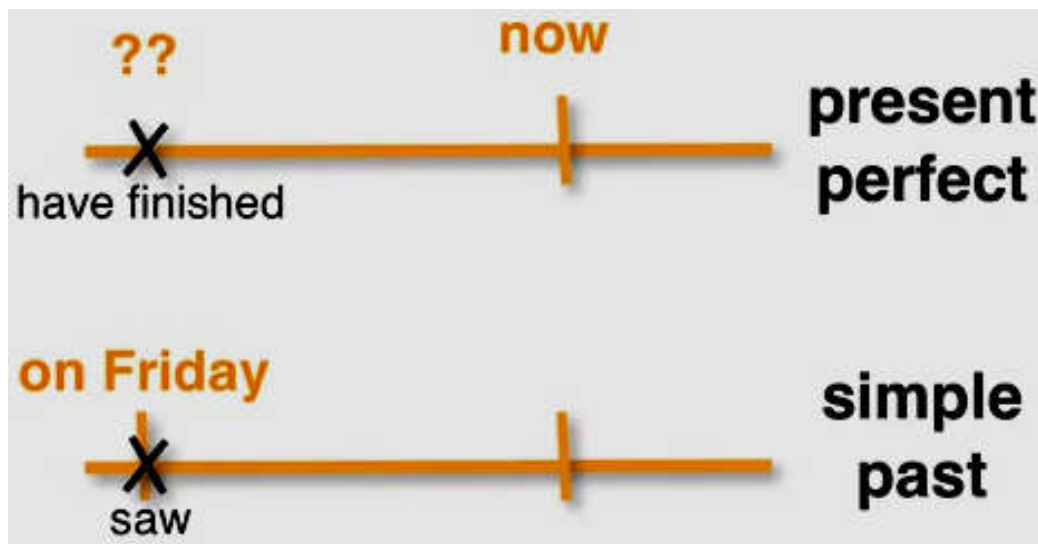 ??
now
present
perfect
have finished
on Friday
simple
past
saw